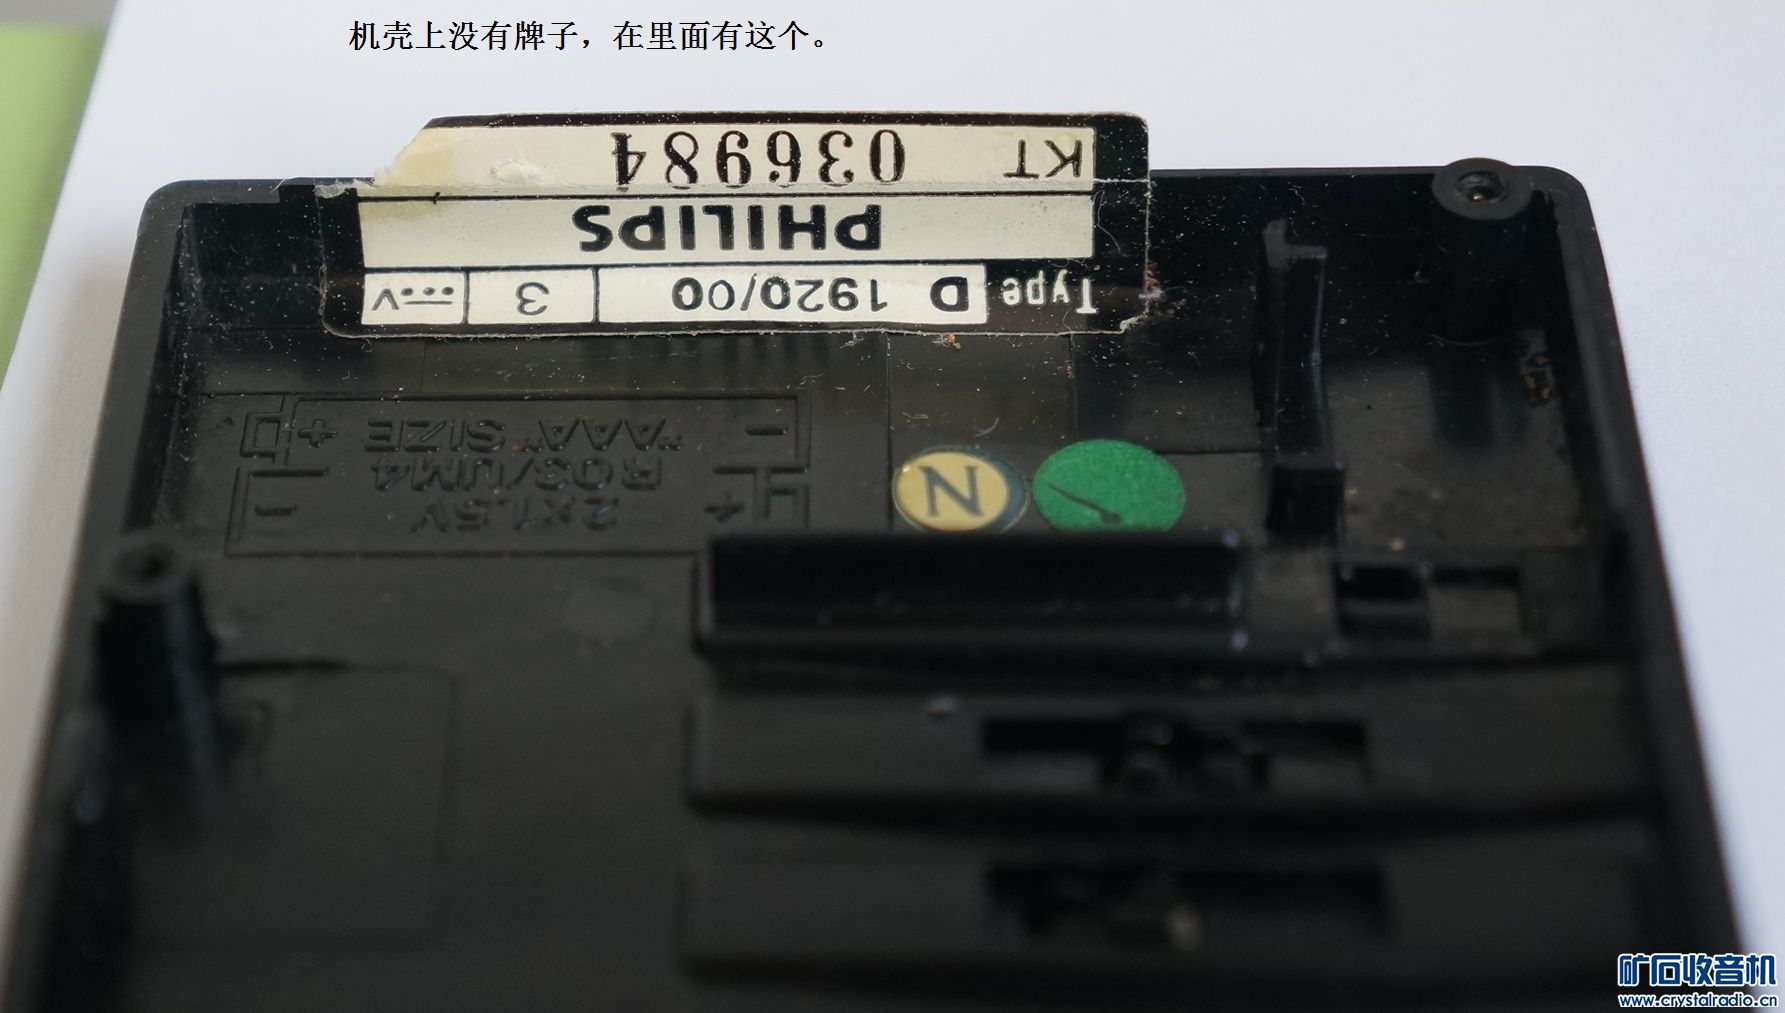 机壳上没有牌子，在里面有这个。
KT 036984
PHILIPS
Type D 1920/00 3 V
2x1.5V
R03/UM4
"AAA" SIZE
N
矿石收音机
www.crystalradio.cn